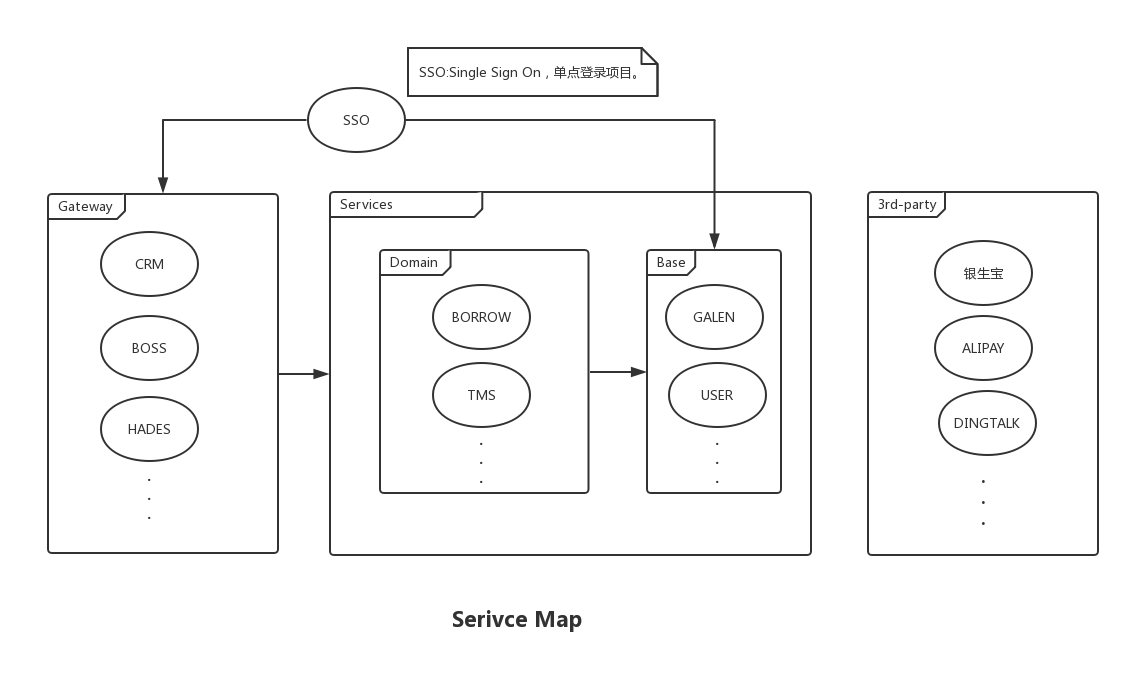 SSO:Single Sign On，单点登录项目。
SSO
Gateway
CRM
BOSS
HADES
Services
Domain
BORROW
TMS
Base
GALEN
USER
3rd-party
银生宝
ALIPAY
DINGTALK
Serivce Map